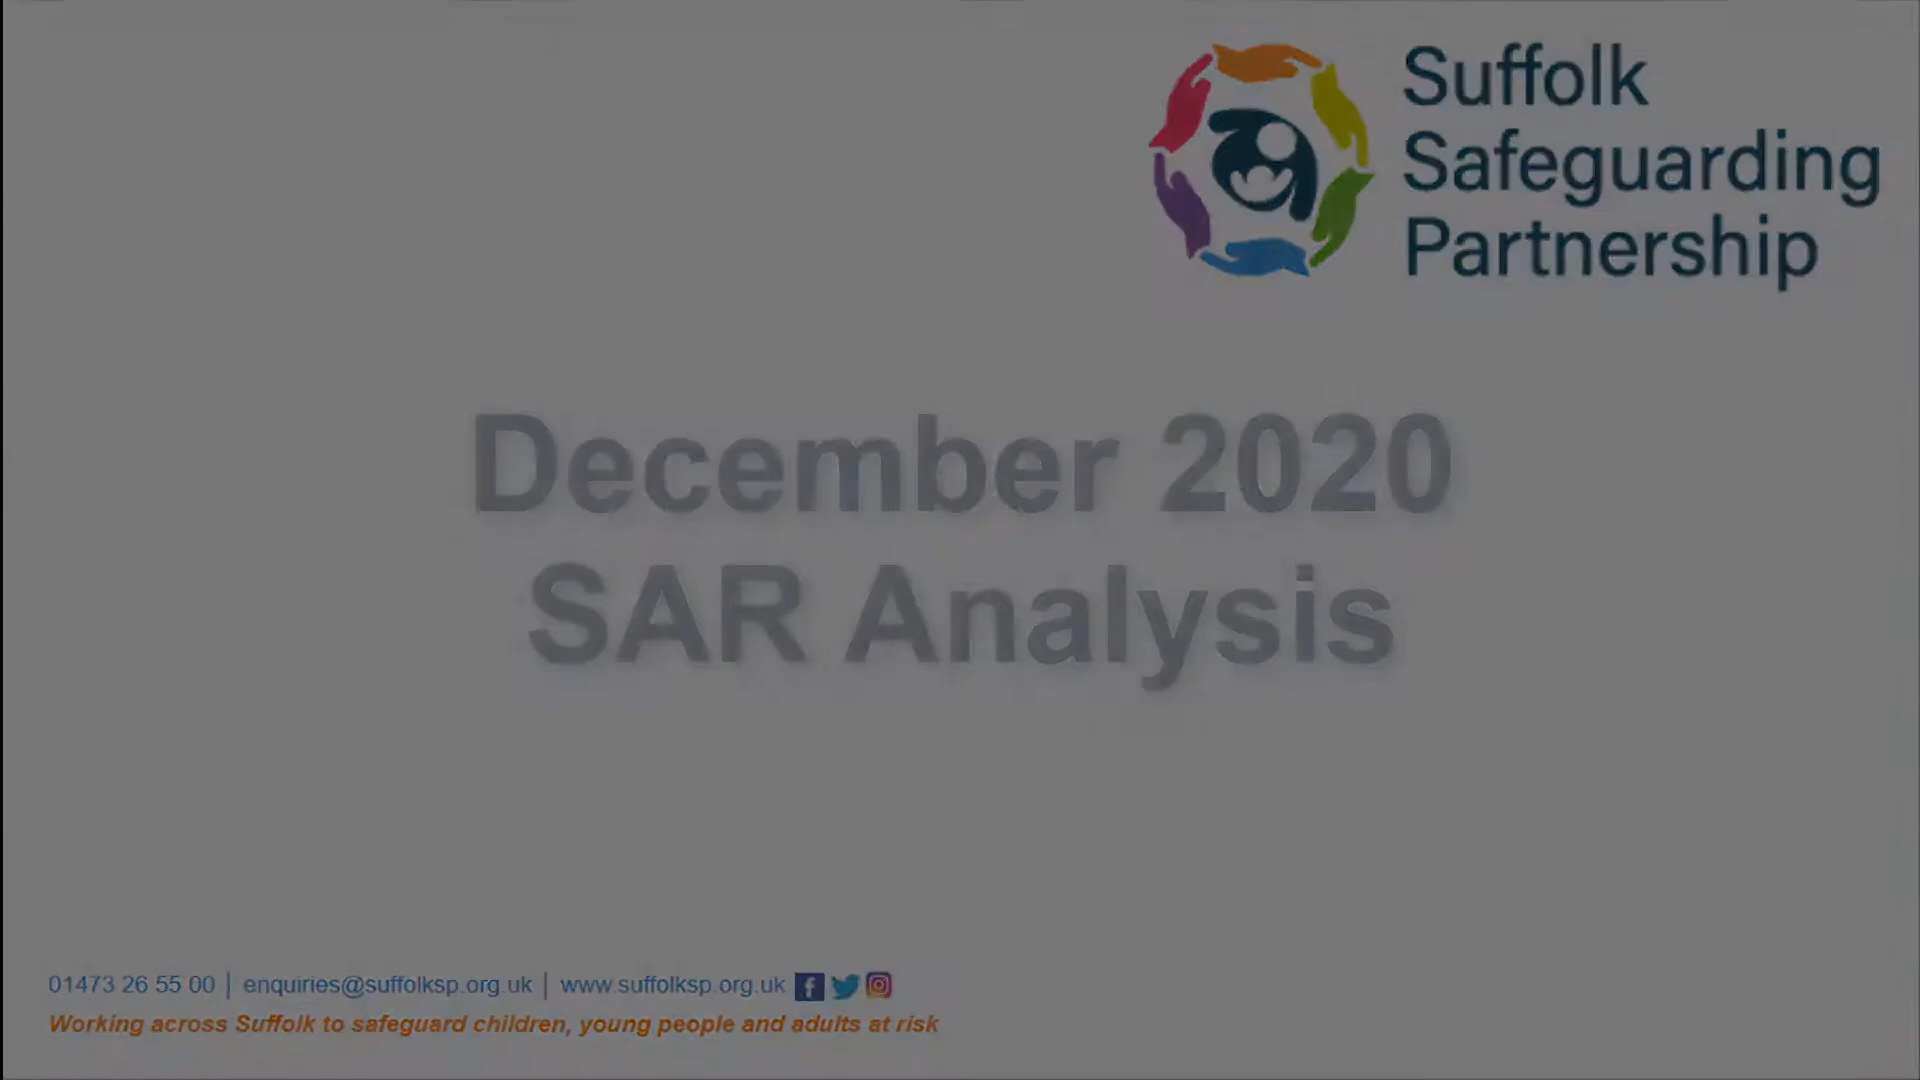 Suffolk
Safeguarding
Partnership
December 2020
SAR Analysis
01473 26 55 00 | enquiries@suffolksp.org.uk | www.suffolksp.org.uk
Working across Suffolk to safeguard children, young people and adults at risk